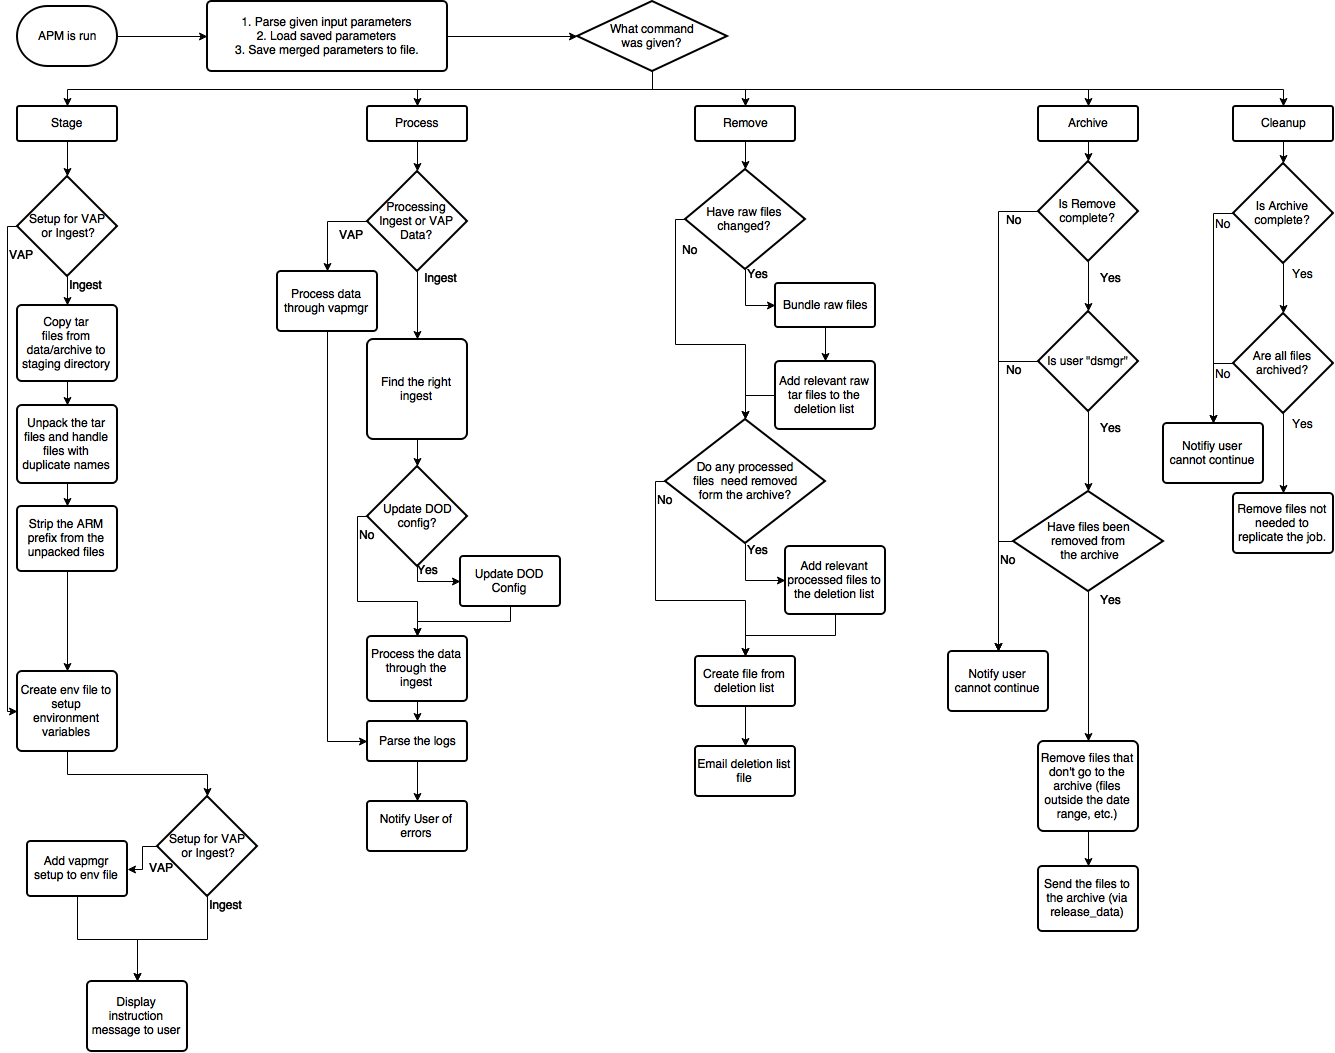 APM is run
1. Parse given input parameters
2. Load saved parameters
3. Save merged parameters to file.
What command
was given?
Stage
Setup for VAP
or Ingest?
VAP
Ingest
Copy tar
files from
data/archive to
staging directory
Unpack the tar
files and handle
files with
duplicate names
Strip the ARM
prefix from the
unpacked files
Create env file to
setup
environment
variables
Setup for VAP
or Ingest?
VAP
Ingest
Add vapmgr
setup to env file
Display
instruction
message to user
Process
Processing
Ingest or VAP
Data?
VAP
Ingest
Process data
through vapmgr
Find the right
ingest
Update DOD
config?
No
Yes
Update DOD
Config
Process the data
through the
ingest
Parse the logs
Notify User of
errors
Remove
Have raw files
changed?
No
Yes
Bundle raw files
Add relevant raw
tar files to the
deletion list
Do any processed
files need removed
form the archive?
No
Yes
Add relevant
processed files to
the deletion list
Create file from
deletion list
Email deletion list
file
Archive
Is Remove
complete?
No
Yes
Is user "dsmgr"
No
Yes
Have files been
removed from
the archive
No
Yes
Notify user
cannot continue
Remove files that
don't go to the
archive (files
outside the date
range, etc.)
Send the files to
the archive (via
release_data)
Cleanup
Is Archive
complete?
No
Yes
Are all files
archived?
No
Yes
Notifiy user
cannot continue
Remove files not
needed to
replicate the job.